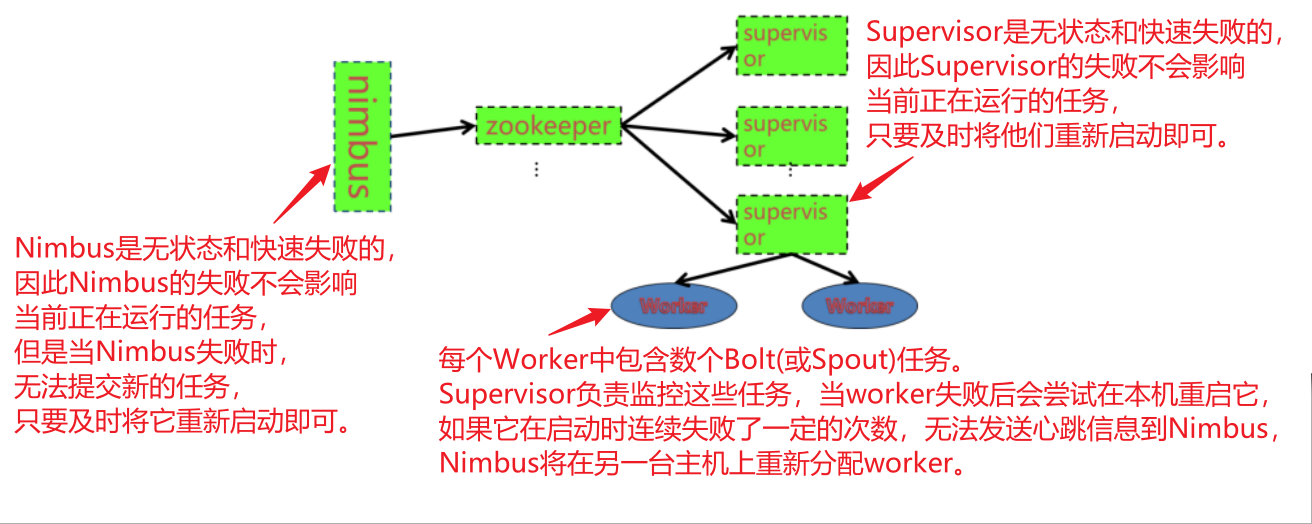 supervis
or
Supervisor是无状态和快速失败的，
因此Supervisor的失败不会影响
当前正在运行的任务，
只要及时将他们重新启动即可。
nimbus
zookeeper
⋮
supervis
or
⋮
supervis
or
Nimbus是无状态和快速失败的，
因此Nimbus的失败不会影响
当前正在运行的任务，
但是当Nimbus失败时，
无法提交新的任务，
只要及时将它重新启动即可。
Worker
Worker
每个Worker中包含数个Bolt(或Spout)任务。
Supervisor负责监控这些任务，当worker失败后会尝试在本机重启它，
如果它在启动时连续失败了一定的次数，无法发送心跳信息到Nimbus，
Nimbus将在另一台主机上重新分配worker。